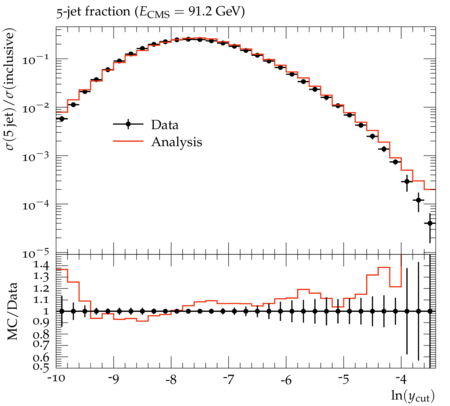 5-jet fraction (E_CMS = 91.2 GeV)
σ(5 jet)/σ(inclusive)
10⁻¹
10⁻²
10⁻³
10⁻⁴
10⁻⁵
Data
Analysis
MC/Data
1.4
1.3
1.2
1.1
1
0.9
0.8
0.7
0.6
0.5
-10 -9 -8 -7 -6 -5 -4
ln(y_cut)